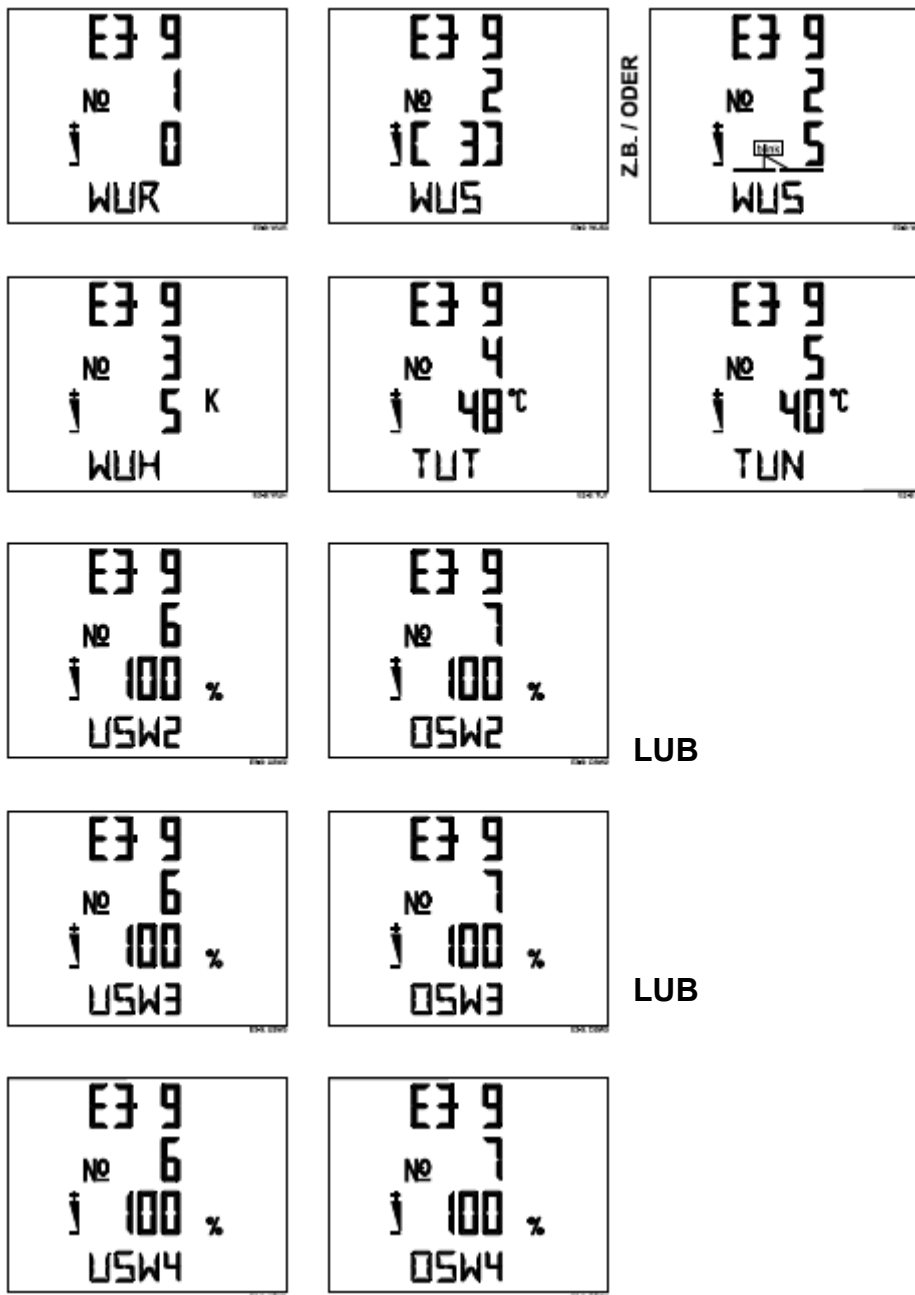 E3 9
№ 1
0
WUR
E3 9
№ 2
[ 3]
WUS
Z.B. / ODER
E3 9
№ 2
blink
5
WUS
E3 9
№ 3
5 K
WUH
E3 9
№ 4
48 °C
TUT
E3 9
№ 5
40 °C
TUN
E3 9
№ 6
100 %
USW2
E3 9
№ 7
100 %
OSW2
LUB
E3 9
№ 6
100 %
USW3
E3 9
№ 7
100 %
OSW3
LUB
E3 9
№ 6
100 %
USW4
E3 9
№ 7
100 %
OSW4